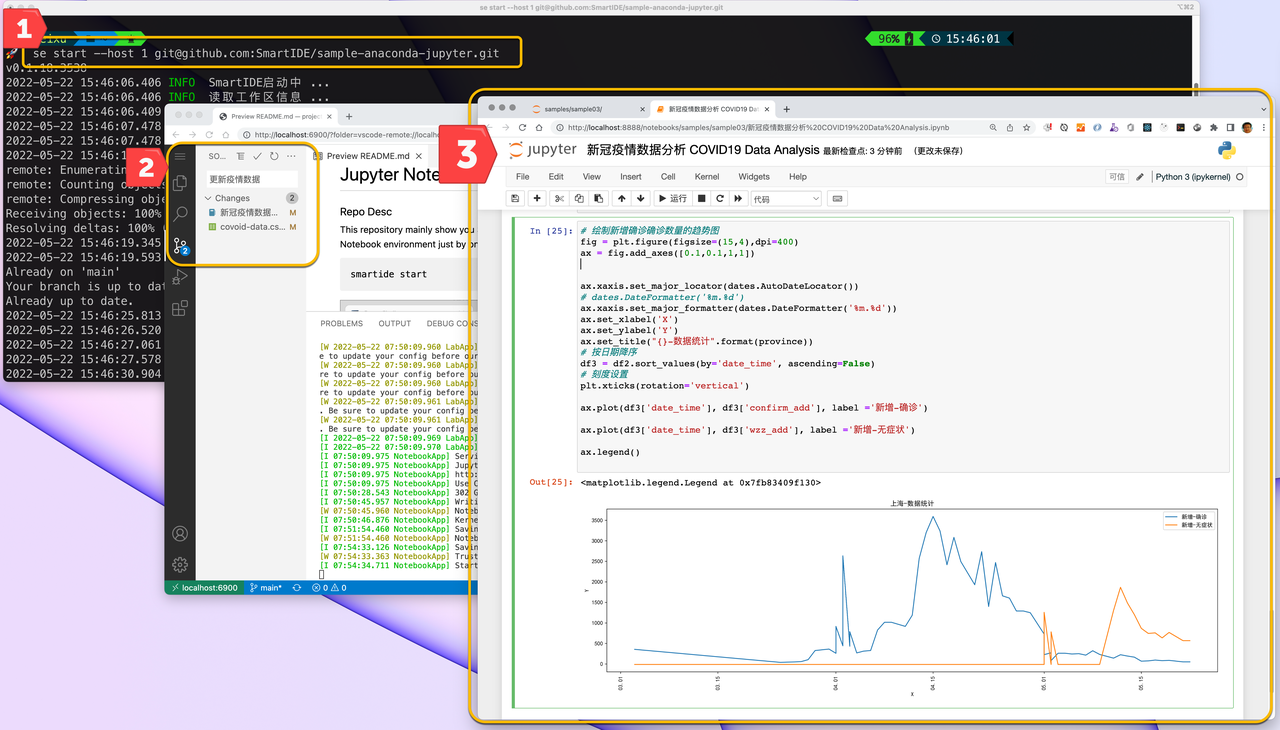 se start --host 1 git@github.com:SmartIDE/sample-anaconda-jupyter.git
⌥⌘2
1
96%
15:46:01
se start --host 1 git@github.com:SmartIDE/sample-anaconda-jupyter.git
2022-05-22 15:46:06.406 INFO SmartIDE启动中 ...
2022-05-22 15:46:06.406 INFO 读取工作区信息 ...
2022-05-22 15:46:06.409
2022-05-22 15:46:07.478
2022-05-22 15:46:07.478
remote: Enumeratin
remote: Counting obje
remote: Compressing obje
Receiving objects: 100%
Resolving deltas: 100%
2022-05-22 15:46:19.345
2022-05-22 15:46:19.593
Already on 'main'
Your branch is up to dat
Already up to date.
2022-05-22 15:46:25.813
2022-05-22 15:46:26.520
2022-05-22 15:46:27.061
2022-05-22 15:46:27.578
2022-05-22 15:46:30.904
Preview README.md — projec
http://localhost:6900/?folder=vscode-remote://localho
2
SO...
更新疫情数据
Changes 2
新冠疫情数据... M
covoid-data.cs... M
2
Preview README.md
Jupyter Note
Repo Desc
This repository mainly show you
Notebook environment just by on
smartide start
PROBLEMS OUTPUT DEBUG CONS
[W 2022-05-22 07:50:09.960 LabApp]
e to update your config before our
[W 2022-05-22 07:50:09.960 LabApp]
re to update your config before ou
[W 2022-05-22 07:50:09.960 LabApp]
re to update your config before ou
[W 2022-05-22 07:50:09.961 LabApp]
. Be sure to update your config be
[W 2022-05-22 07:50:09.961 LabApp]
. Be sure to update your config be
[I 2022-05-22 07:50:09.969 LabApp]
[I 2022-05-22 07:50:09.970 LabApp]
[I 07:50:09.975 NotebookApp] Servi
[I 07:50:09.975 NotebookApp] Jupyt
[I 07:50:09.975 NotebookApp] http:
[I 07:50:09.975 NotebookApp] Use C
[I 07:50:28.543 NotebookApp] 302 G
[I 07:50:45.957 NotebookApp] Writi
[W 07:50:45.960 NotebookApp] Noteb
[I 07:50:46.876 NotebookApp] Kerne
[I 07:51:54.460 NotebookApp] Savin
[W 07:51:54.460 NotebookApp] Noteb
[I 07:54:33.126 NotebookApp] Savin
[W 07:54:33.363 NotebookApp] Trust
[I 07:54:34.711 NotebookApp] Start
localhost:6900 main* 0 0
3
samples/sample03/
新冠疫情数据分析 COVID19 Dat
http://localhost:8888/notebooks/samples/sample03/新冠疫情数据分析%20COVID19%20Data%20Analysis.ipynb
jupyter 新冠疫情数据分析 COVID19 Data Analysis 最新检查点: 3 分钟前 (更改未保存)
File Edit View Insert Cell Kernel Widgets Help
可信 Python 3 (ipykernel)
运行 代码
In [25]: # 绘制新增确诊确诊数量的趋势图
fig = plt.figure(figsize=(15,4),dpi=400)
ax = fig.add_axes([0.1,0.1,1,1])
ax.xaxis.set_major_locator(dates.AutoDateLocator())
# dates.DateFormatter('%m.%d')
ax.xaxis.set_major_formatter(dates.DateFormatter('%m.%d'))
ax.set_xlabel('X')
ax.set_ylabel('Y')
ax.set_title("{}-数据统计".format(province))
# 按日期降序
df3 = df2.sort_values(by='date_time', ascending=False)
# 刻度设置
plt.xticks(rotation='vertical')
ax.plot(df3['date_time'], df3['confirm_add'], label ='新增-确诊')
ax.plot(df3['date_time'], df3['wzz_add'], label ='新增-无症状')
ax.legend()
Out[25]: <matplotlib.legend.Legend at 0x7fb83409f130>
上海-数据统计
新增-确诊
新增-无症状
3500
3000
2500
2000
1500
1000
500
0
Y
03.01
03.15
04.01
04.15
05.01
05.15
X